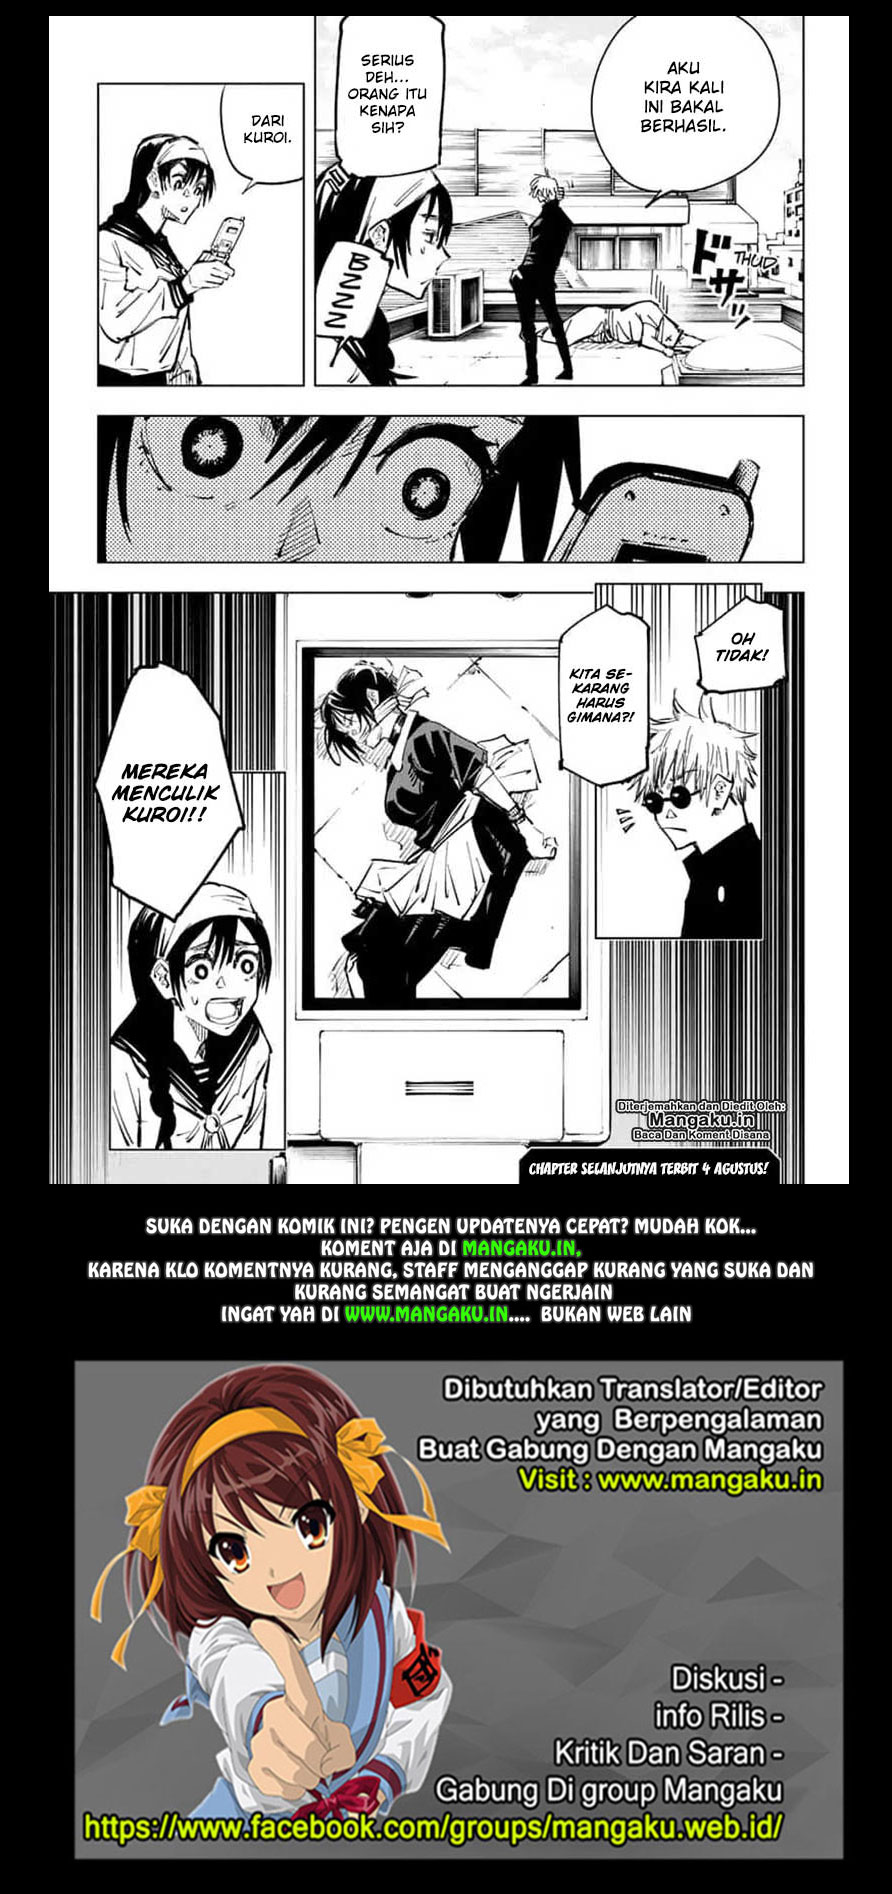 AKU
KIRA KALI
INI BAKAL
BERHASIL.
SERIUS
DEH...
ORANG ITU
KENAPA
SIH?
ドサッ
THUD
BZZZ
DARI
KUROI.
OH
TIDAK!
KITA SE-
KARANG
HARUS
GIMANA?!
MEREKA
MENCULIK
KUROI!!
Diterjemahkan dan Diedit Oleh:
Mangaku.in
Baca Dan Koment Disana
CHAPTER SELANJUTNYA TERBIT 4 AGUSTUS!
SUKA DENGAN KOMIK INI? PENGEN UPDATENYA CEPAT? MUDAH KOK...
KOMENT AJA DI MANGAKU.IN,
KARENA KLO KOMENTNYA KURANG, STAFF MENGANGGAP KURANG YANG SUKA DAN
KURANG SEMANGAT BUAT NGERJAIN
INGAT YAH DI WWW.MANGAKU.IN.... BUKAN WEB LAIN
Dibutuhkan Translator/Editor
yang Berpengalaman
Buat Gabung Dengan Mangaku
Visit : www.mangaku.in
Diskusi -
info Rilis -
Kritik Dan Saran -
Gabung Di group Mangaku
https://www.facebook.com/groups/mangaku.web.id/